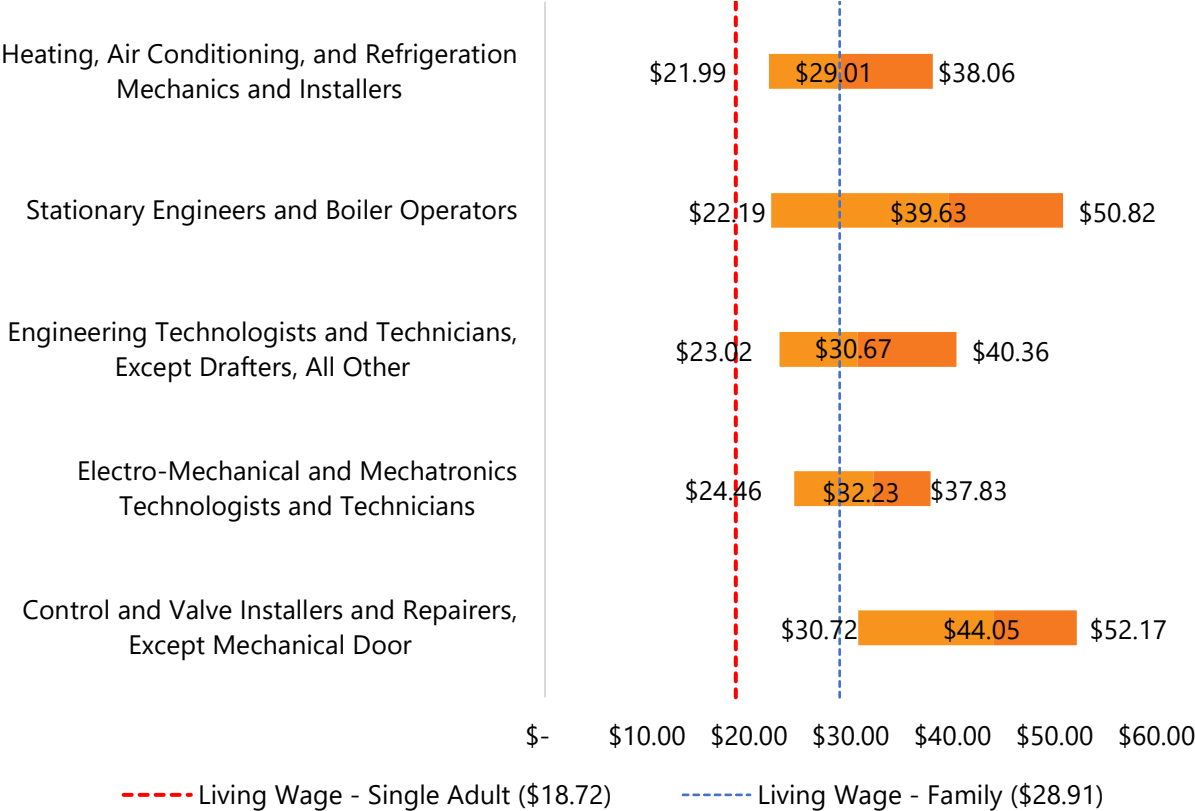 Heating, Air Conditioning, and Refrigeration
Mechanics and Installers
$21.99 $29.01 $38.06
Stationary Engineers and Boiler Operators
$22.19 $39.63 $50.82
Engineering Technologists and Technicians,
Except Drafters, All Other
$23.02 $30.67 $40.36
Electro-Mechanical and Mechatronics
Technologists and Technicians
$24.46 $32.23 $37.83
Control and Valve Installers and Repairers,
Except Mechanical Door
$30.72 $44.05 $52.17
$- $10.00 $20.00 $30.00 $40.00 $50.00 $60.00
Living Wage - Single Adult ($18.72) Living Wage - Family ($28.91)